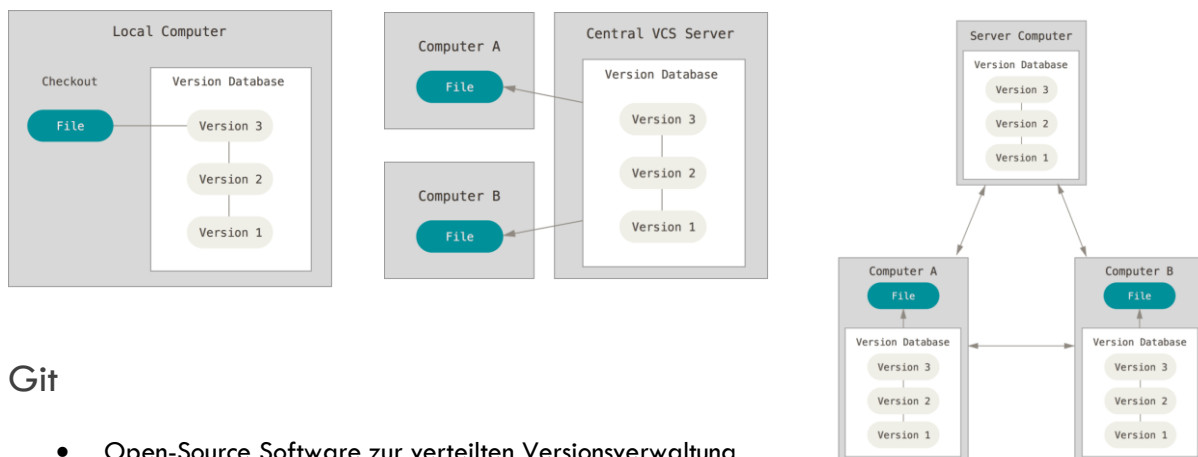 Local Computer
Checkout
Version Database
File
Version 3
Version 2
Version 1
Computer A
File
Computer B
File
Central VCS Server
Version Database
Version 3
Version 2
Version 1
Server Computer
Version Database
Version 3
Version 2
Version 1
Computer A
File
Version Database
Version 3
Version 2
Version 1
Computer B
File
Version Database
Version 3
Version 2
Version 1
Git
• Open-Source Software zur verteilten Versionsverwaltung